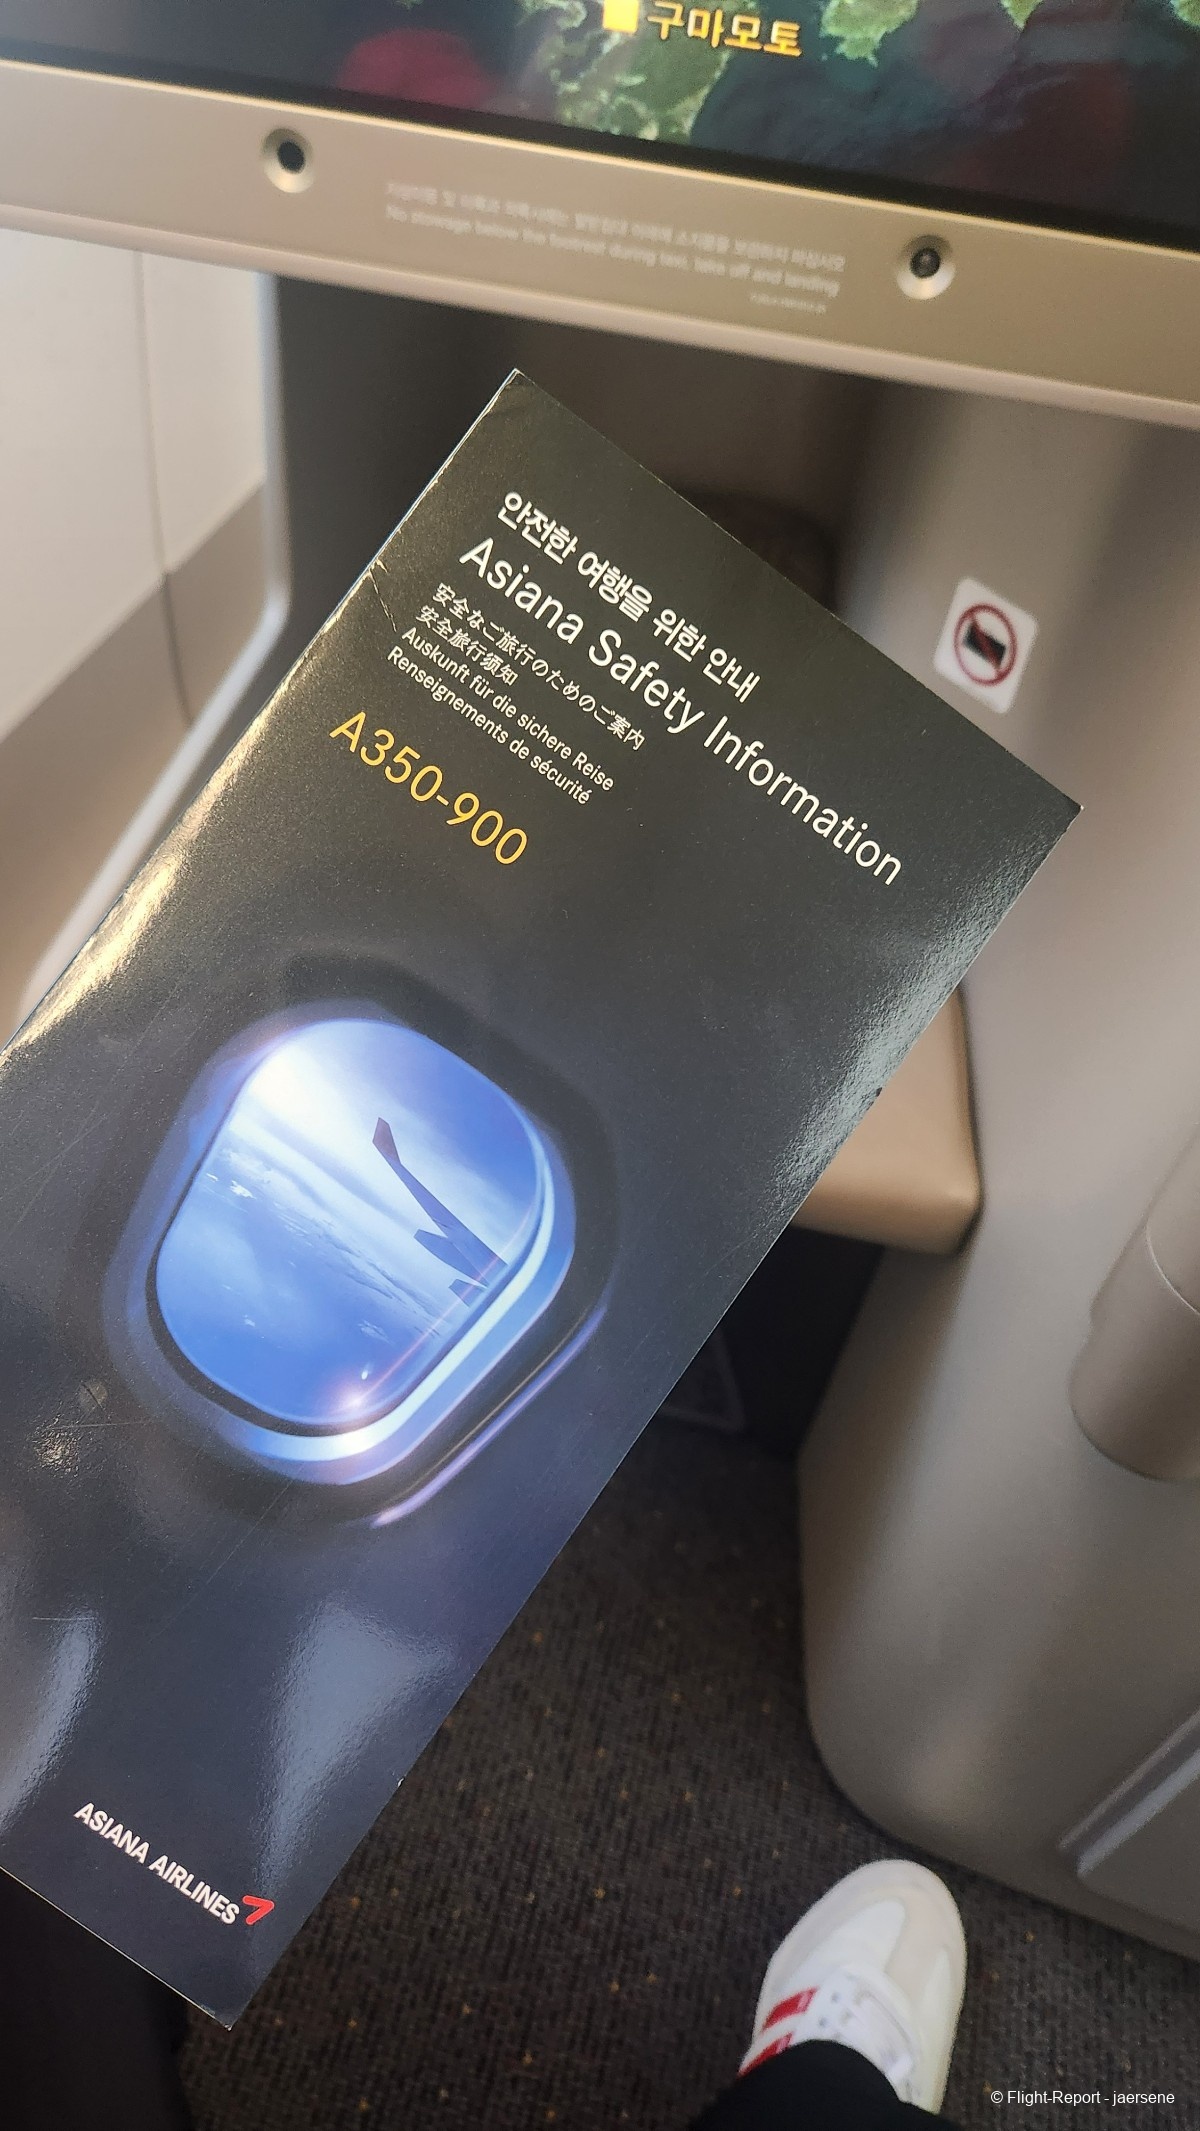 구마모토
No stowage below the footrest during taxi, take off and landing
안전한 여행을 위한 안내
Asiana Safety Information
安全なご旅行のためのご案内
安全旅行须知
Auskunft für die sichere Reise
Renseignements de sécurité
A350-900
ASIANA AIRLINES
© Flight-Report - jaersene